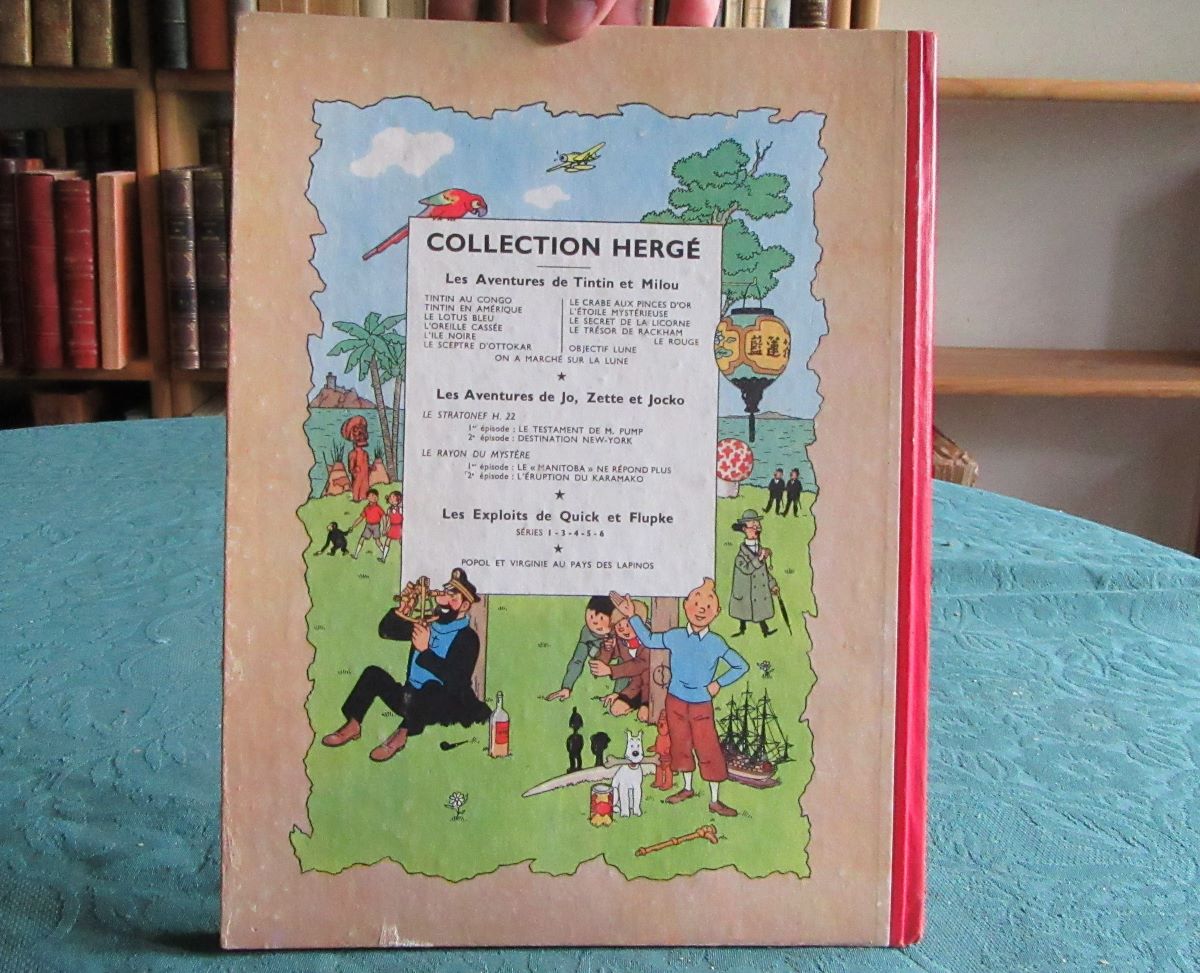 COLLECTION HERGÉ
Les Aventures de Tintin et Milou
TINTIN AU CONGO
TINTIN EN AMÉRIQUE
LE LOTUS BLEU
L'OREILLE CASSÉE
L'ILE NOIRE
LE SCEPTRE D'OTTOKAR
LE CRABE AUX PINCES D'OR
L'ÉTOILE MYSTÉRIEUSE
LE SECRET DE LA LICORNE
LE TRÉSOR DE RACKHAM
LE ROUGE
OBJECTIF LUNE
ON A MARCHÉ SUR LA LUNE
★
Les Aventures de Jo, Zette et Jocko
LE STRATONEF H. 22
1er épisode : LE TESTAMENT DE M. PUMP
2e épisode : DESTINATION NEW-YORK
LE RAYON DU MYSTÈRE
1er épisode : LE « MANITOBA » NE RÉPOND PLUS
2e épisode : L'ÉRUPTION DU KARAMAKO
★
Les Exploits de Quick et Flupke
SÉRIES 1 - 3 - 4 - 5 - 6
★
POPOL ET VIRGINIE AU PAYS DES LAPINOS
藍蓮